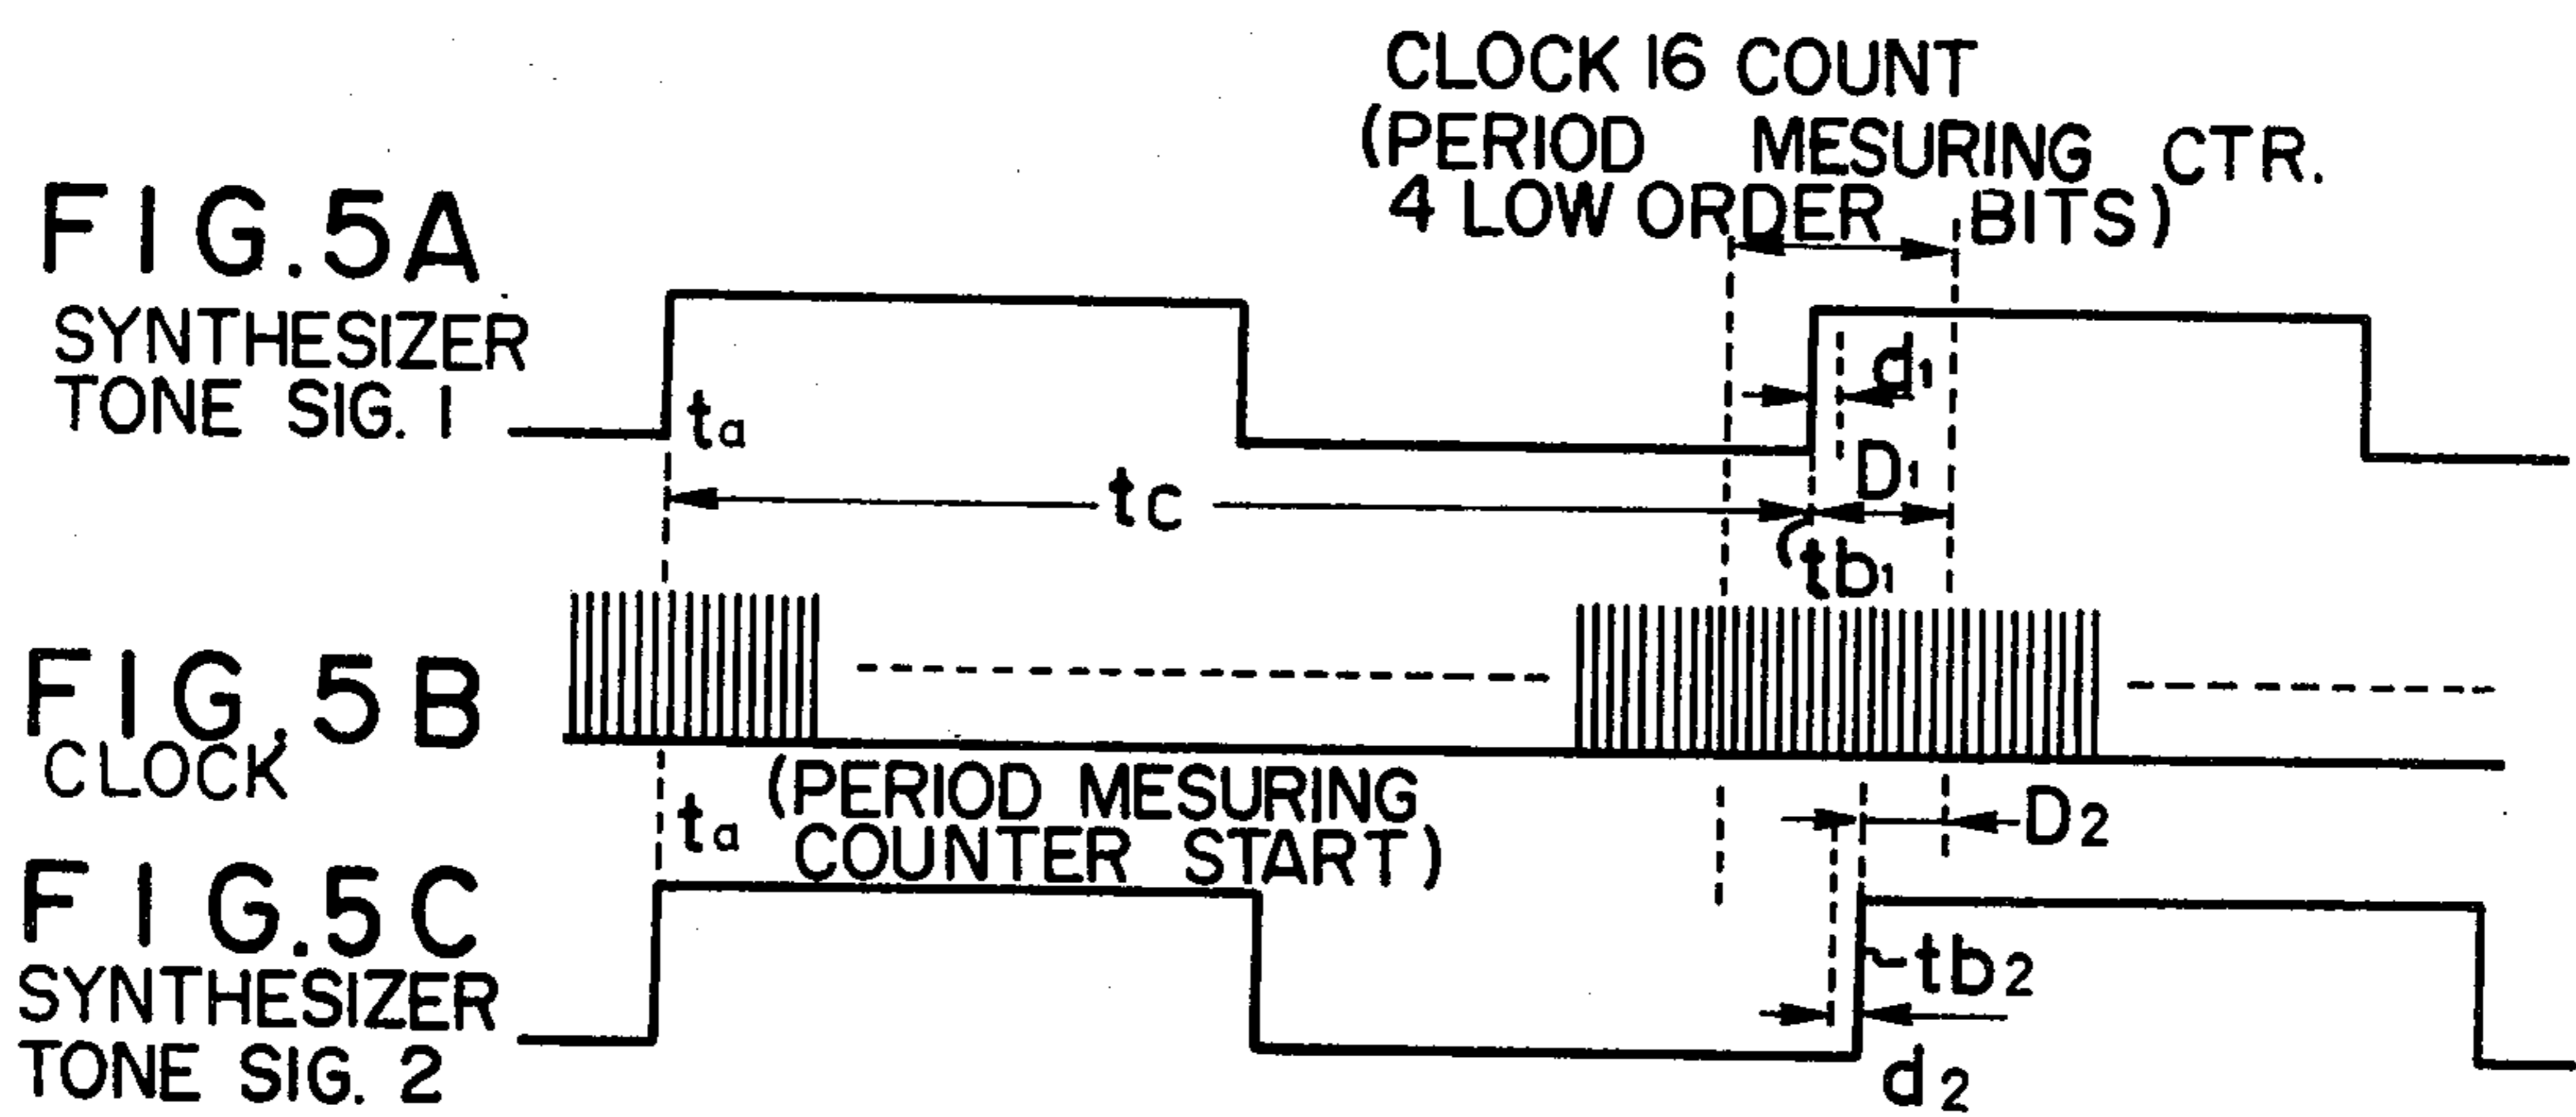 CLOCK 16 COUNT
(PERIOD MESURING CTR.
4 LOW ORDER BITS)
FIG.5A
SYNTHESIZER
TONE SIG. 1
ta
d1
D1
tc
tb1
FIG.5B
CLOCK
ta
(PERIOD MESURING
COUNTER START)
D2
FIG.5C
SYNTHESIZER
TONE SIG. 2
tb2
d2